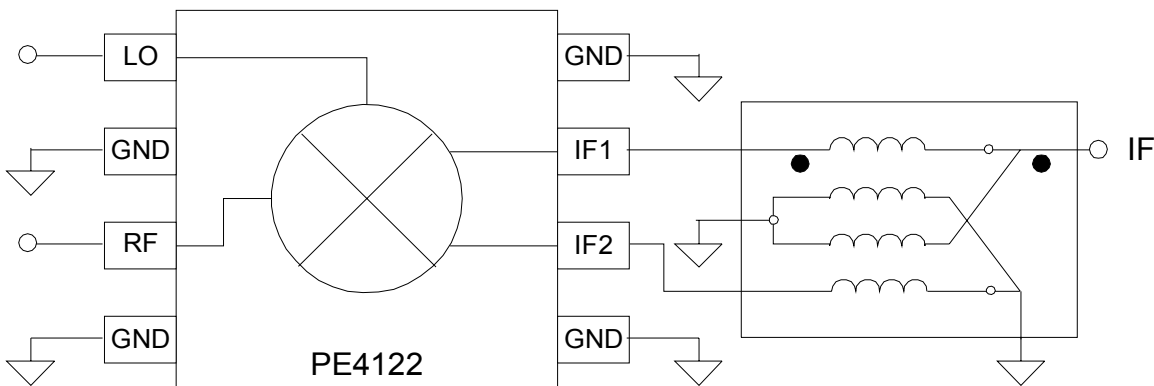 LO
GND
GND
IF1
IF
RF
IF2
GND
GND
PE4122